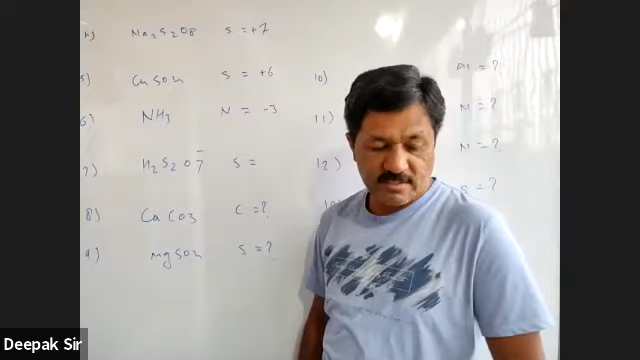 4) Na2S2O8 S = +7
5) CuSO4 S = +6
6) NH3 N = -3
7) H2S2O7 S =
8) CaCO3 C = ?
9) MgSO4 S = ?
10) Al = ?
11) N = ?
12) N = ?
S = ?
Deepak Sir